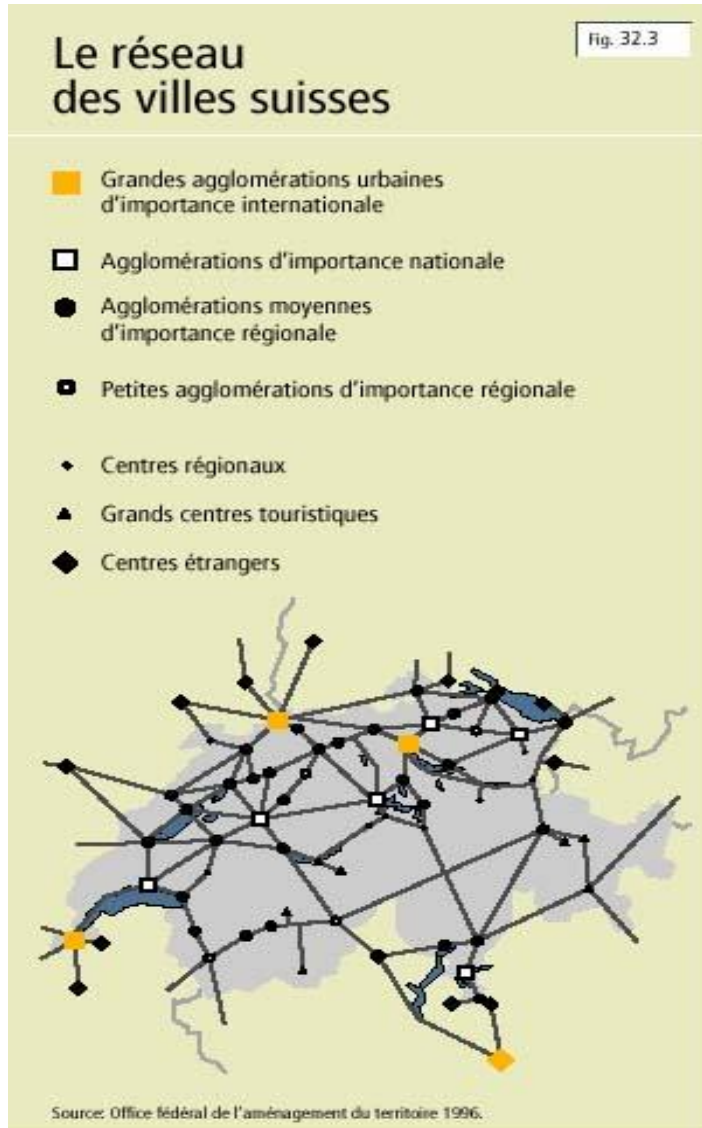 Fig. 32.3
Le réseau
des villes suisses
Grandes agglomérations urbaines
d'importance internationale
Agglomérations d'importance nationale
Agglomérations moyennes
d'importance régionale
Petites agglomérations d'importance régionale
Centres régionaux
Grands centres touristiques
Centres étrangers
Source: Office fédéral de l'aménagement du territoire 1996.